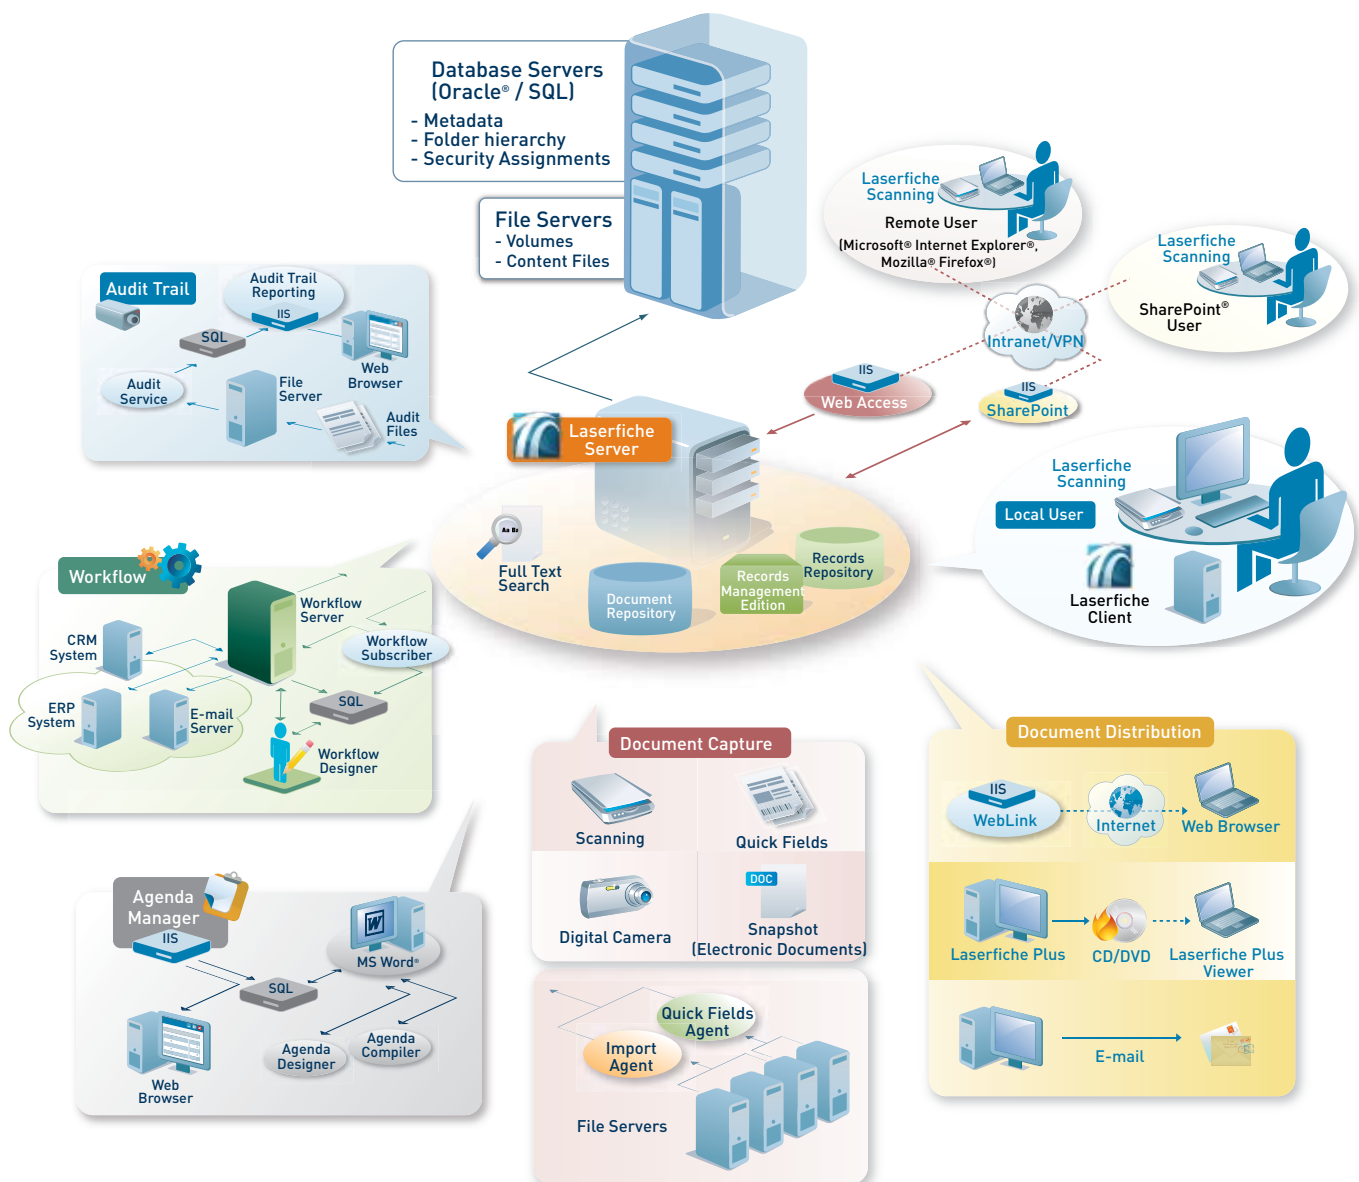 Database Servers
(Oracle® / SQL)
- Metadata
- Folder hierarchy
- Security Assignments
File Servers
- Volumes
- Content Files
Laserfiche
Scanning
Remote User
(Microsoft® Internet Explorer®,
Mozilla® Firefox®)
Laserfiche
Scanning
SharePoint®
User
Intranet/VPN
IIS
Web Access
IIS
SharePoint
Audit Trail
Audit Trail
Reporting
IIS
SQL
Web
Browser
Audit
Service
File
Server
Audit
Files
Laserfiche
Server
Aa Bb
Full Text
Search
Document
Repository
Records
Management
Edition
Records
Repository
Laserfiche
Scanning
Local User
Laserfiche
Client
Workflow
Workflow
Server
CRM
System
Workflow
Subscriber
ERP
System
E-mail
Server
SQL
Workflow
Designer
Agenda
Manager
IIS
W
MS Word®
SQL
Web
Browser
Agenda
Designer
Agenda
Compiler
Document Capture
Scanning
Quick Fields
Digital Camera
DOC
Snapshot
(Electronic Documents)
Quick Fields
Agent
Import
Agent
File Servers
Document Distribution
IIS
WebLink
Internet
Web Browser
Laserfiche Plus
CD/DVD
Laserfiche Plus
Viewer
E-mail